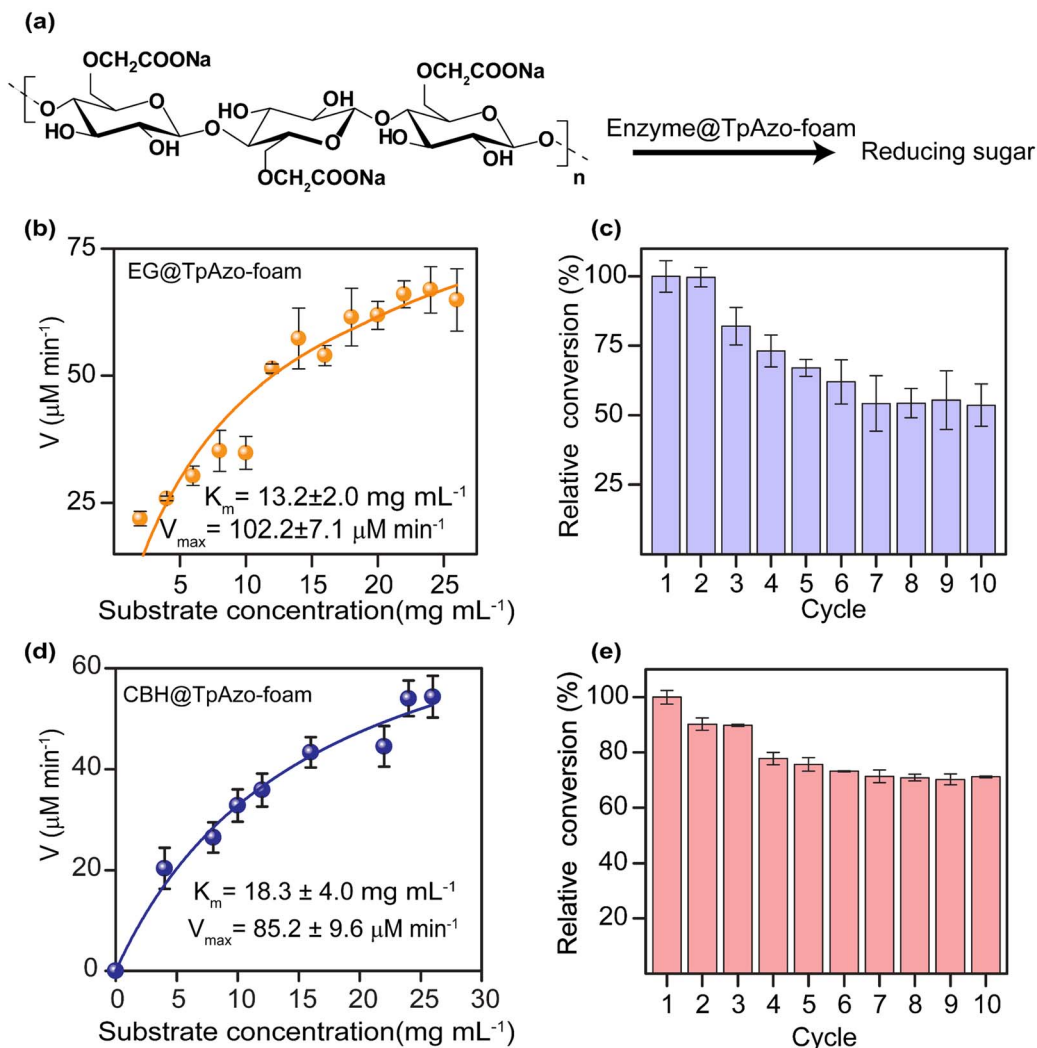 (a)
OCH₂COONa
OCH₂COONa
O
O
HO
OH
O
HO
OH
O
O
O
O
HO
OH
O
OCH₂COONa
n
Enzyme@TpAzo-foam
Reducing sugar
(b)
EG@TpAzo-foam
75
50
25
V (μM min⁻¹)
Kₘ= 13.2±2.0 mg mL⁻¹
Vₘₐₓ= 102.2±7.1 μM min⁻¹
5 10 15 20 25
Substrate concentration(mg mL⁻¹)
(c)
Relative conversion (%)
100
75
50
25
1 2 3 4 5 6 7 8 9 10
Cycle
(d)
CBH@TpAzo-foam
60
40
20
0
V (μM min⁻¹)
Kₘ= 18.3 ± 4.0 mg mL⁻¹
Vₘₐₓ= 85.2 ± 9.6 μM min⁻¹
0 5 10 15 20 25 30
Substrate concentration(mg mL⁻¹)
(e)
Relative conversion (%)
100
80
60
40
20
1 2 3 4 5 6 7 8 9 10
Cycle